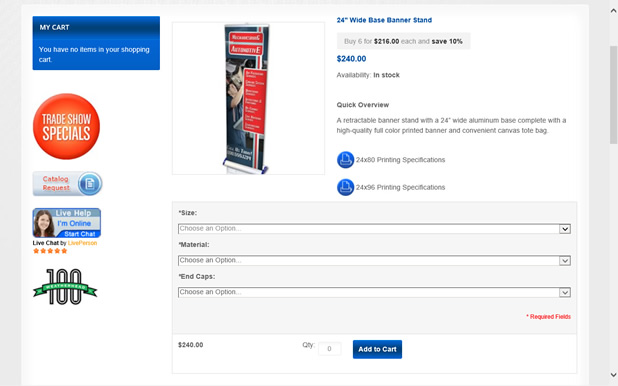 MY CART
You have no items in your shopping
cart.
TRADE SHOW
SPECIALS
Catalog
Request
Live Help
I'm Online
Start Chat
Live Chat by LivePerson
100
24" Wide Base Banner Stand
Buy 6 for $216.00 each and save 10%
$240.00
Availability: In stock
Quick Overview
A retractable banner stand with a 24" wide aluminum base complete with a
high-quality full color printed banner and convenient canvas tote bag.
24x80 Printing Specifications
24x96 Printing Specifications
*Size:
Choose an Option...
*Material:
Choose an Option...
*End Caps:
Choose an Option...
* Required Fields
$240.00
Qty:
0
Add to Cart